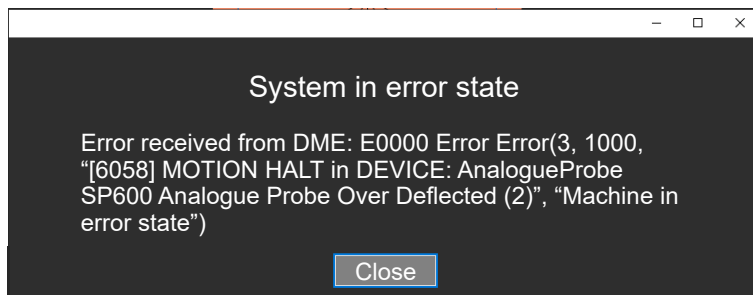 System in error state
Error received from DME: E0000 Error Error(3, 1000,
“[6058] MOTION HALT in DEVICE: AnalogueProbe
SP600 Analogue Probe Over Deflected (2)”, “Machine in
error state”)
Close